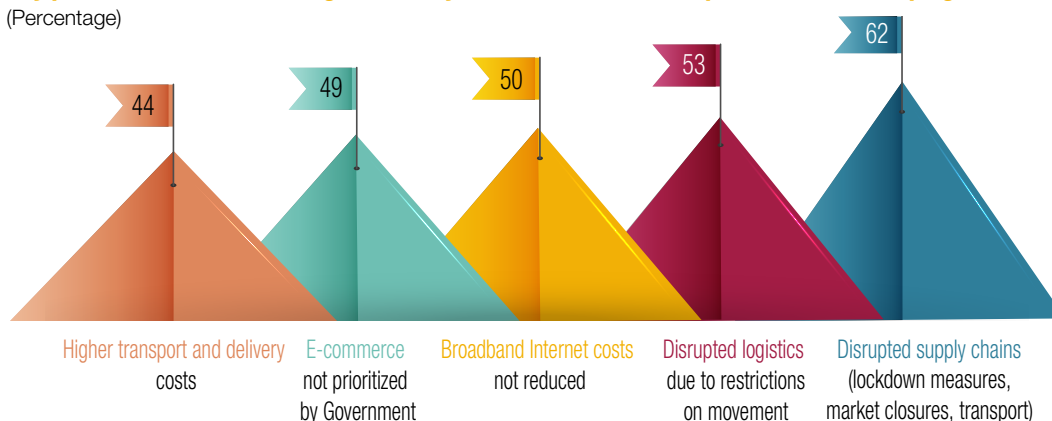 (Percentage)
44
49
50
53
62
Higher transport and delivery
costs
E-commerce
not prioritized
by Government
Broadband Internet costs
not reduced
Disrupted logistics
due to restrictions
on movement
Disrupted supply chains
(lockdown measures,
market closures, transport)